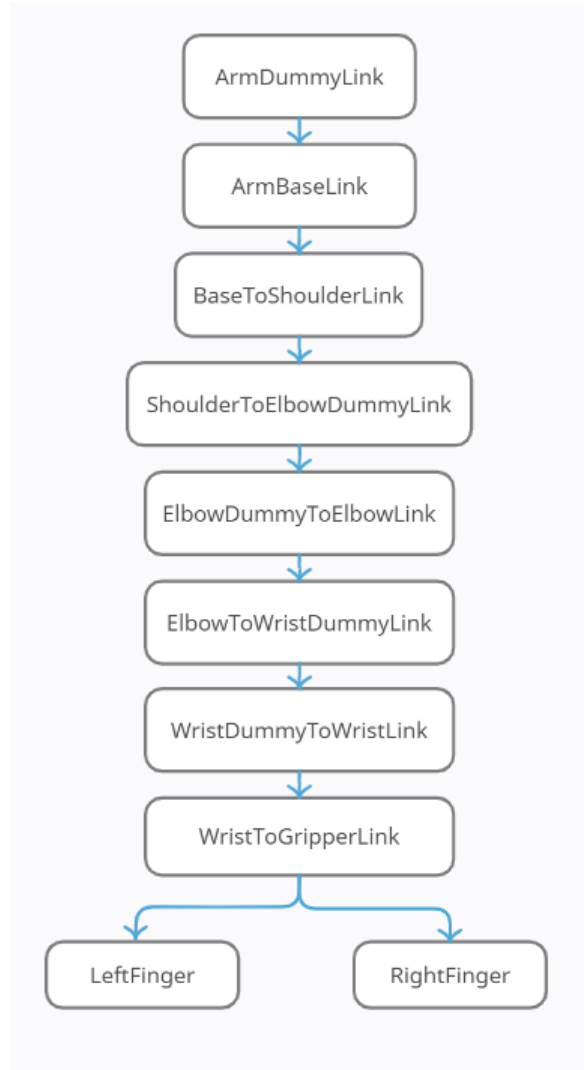 ArmDummyLink
ArmBaseLink
BaseToShoulderLink
ShoulderToElbowDummyLink
ElbowDummyToElbowLink
ElbowToWristDummyLink
WristDummyToWristLink
WristToGripperLink
LeftFinger
RightFinger